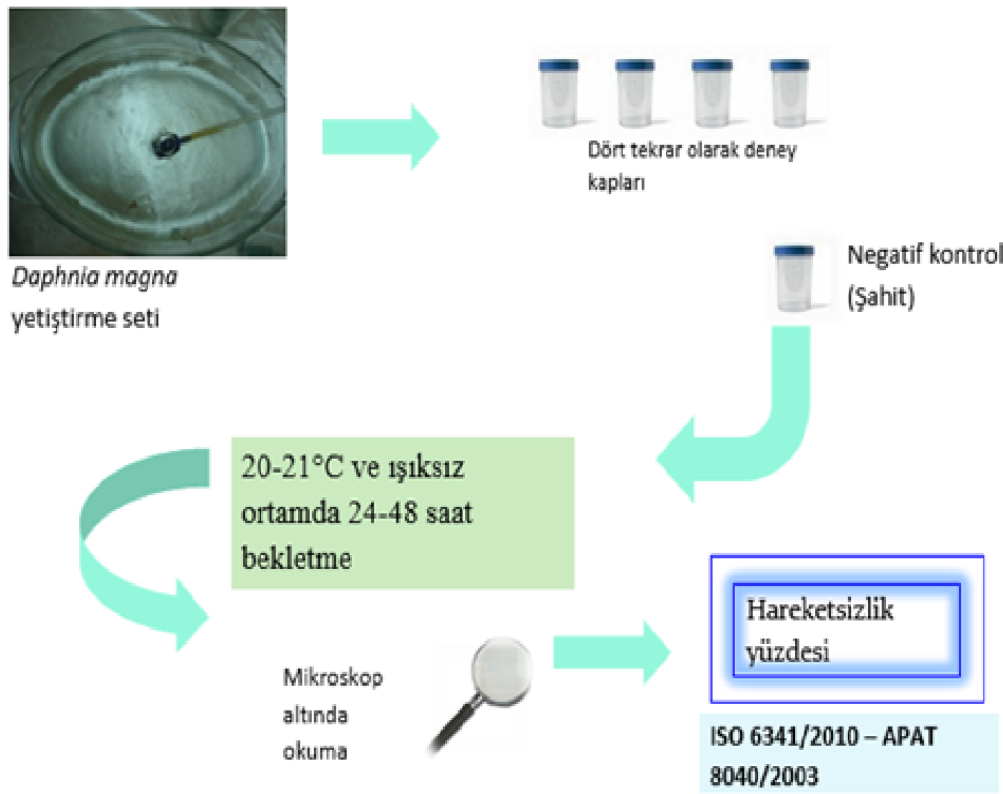 Dört tekrar olarak deney
kapları
Daphnia magna
yetiştirme seti
Negatif kontrol
(Şahit)
20-21°C ve ışıksız
ortamda 24-48 saat
bekletme
Mikroskop
altında
okuma
Hareketsizlik
yüzdesi
ISO 6341/2010 – APAT
8040/2003